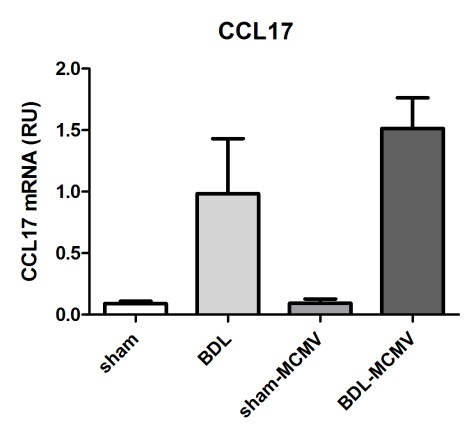 CCL17
CCL17 mRNA (RU)
2.0
1.5
1.0
0.5
0.0
sham
BDL
sham-MCMV
BDL-MCMV